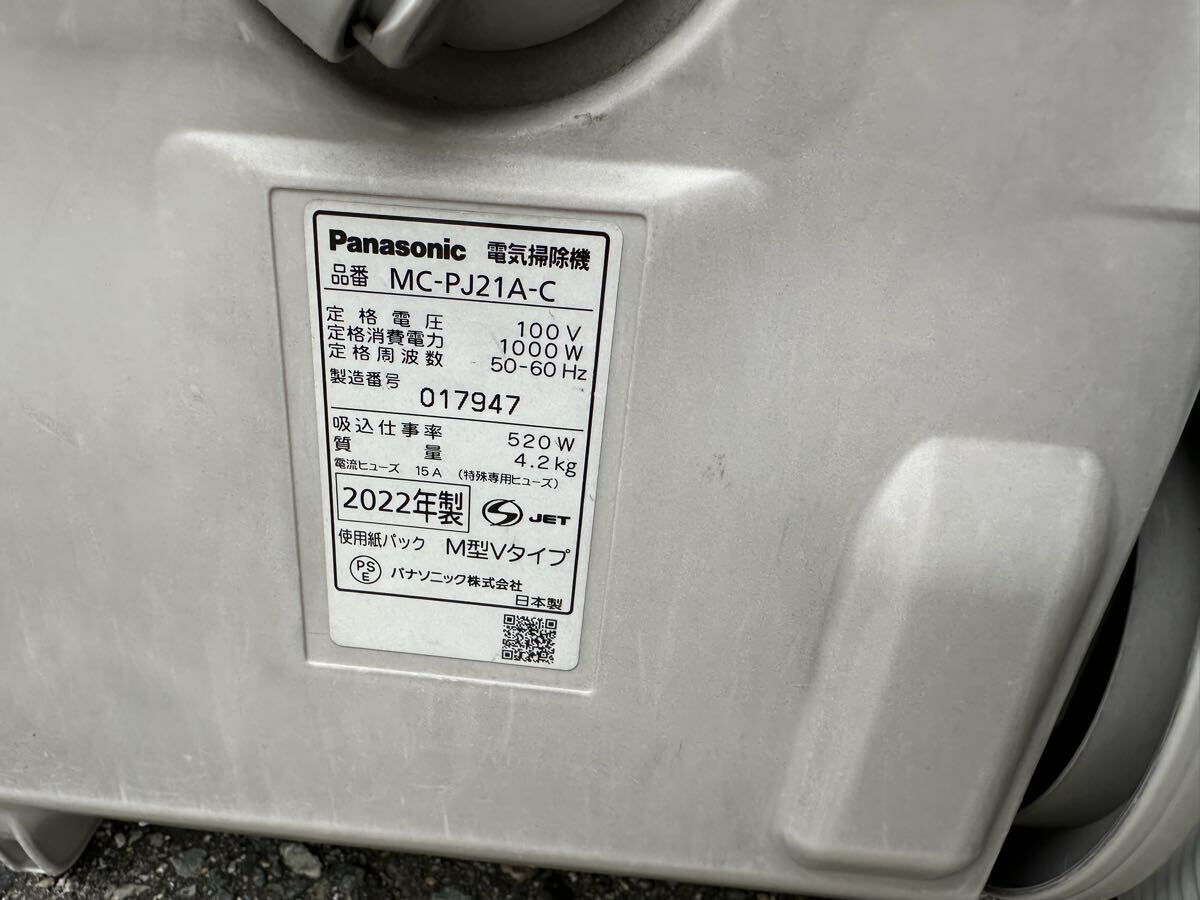 Panasonic 電気掃除機
品番 MC-PJ21A-C
定格電圧 100V
定格消費電力 1000W
定格周波数 50-60Hz
製造番号
017947
吸込仕事率 520W
質量 4.2kg
電流ヒューズ 15A (特殊専用ヒューズ)
2022年製 JET
使用紙パック M型Vタイプ
PSE パナソニック株式会社
日本製